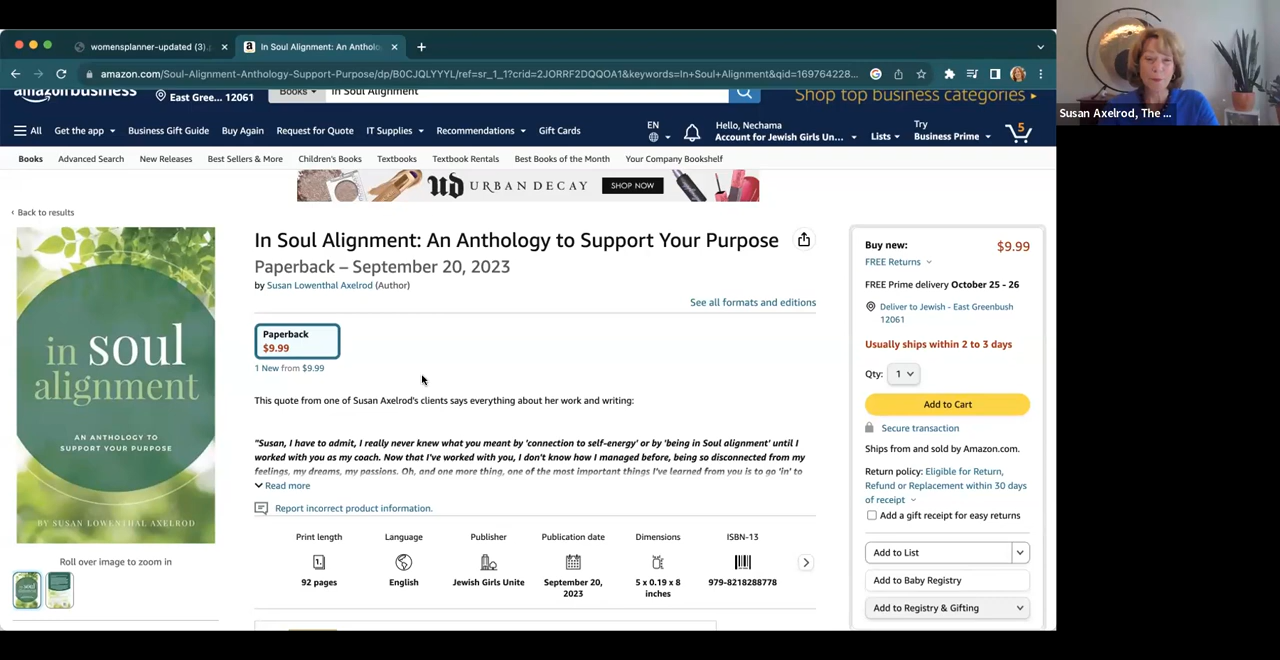 womensplanner-updated (3).
In Soul Alignment: An Antholo
amazon.com/Soul-Alignment-Anthology-Support-Purpose/dp/B0CJQLYYYL/ref=sr_1_1?crid=2JORRF2DQQOA1&keywords=In+Soul+Alignment&qid=169764228...
Susan Axelrod, The ...
amazonbusiness
East Gree... 12061
Books
In Soul Alignment
Shop top business categories
All
Get the app
Business Gift Guide
Buy Again
Request for Quote
IT Supplies
Recommendations
Gift Cards
EN
Hello, Nechama
Account for Jewish Girls Un...
Lists
Try
Business Prime
5
Books
Advanced Search
New Releases
Best Sellers & More
Children's Books
Textbooks
Textbook Rentals
Best Books of the Month
Your Company Bookshelf
UD URBAN DECAY
SHOP NOW
‹ Back to results
in soul
alignment
AN ANTHOLOGY TO
SUPPORT YOUR PURPOSE
BY SUSAN LOWENTHAL AXELROD
Roll over image to zoom in
In Soul Alignment: An Anthology to Support Your Purpose
Paperback – September 20, 2023
by Susan Lowenthal Axelrod (Author)
See all formats and editions
Paperback
$9.99
1 New from $9.99
This quote from one of Susan Axelrod's clients says everything about her work and writing:
"Susan, I have to admit, I really never knew what you meant by 'connection to self-energy' or by 'being in Soul alignment' until I
worked with you as my coach. Now that I've worked with you, I don't know how I managed before, being so disconnected from my
feelings, my dreams, my passions. Oh, and one more thing, one of the most important things I've learned from you is to go 'in' to
Read more
Report incorrect product information.
Print length
92 pages
Language
English
Publisher
Jewish Girls Unite
Publication date
September 20,
2023
Dimensions
5 x 0.19 x 8
inches
ISBN-13
979-8218288778
Buy new:
$9.99
FREE Returns
FREE Prime delivery October 25 - 26
Deliver to Jewish - East Greenbush
12061
Usually ships within 2 to 3 days
Qty: 1
Add to Cart
Secure transaction
Ships from and sold by Amazon.com.
Return policy: Eligible for Return,
Refund or Replacement within 30 days
of receipt
Add a gift receipt for easy returns
Add to List
Add to Baby Registry
Add to Registry & Gifting